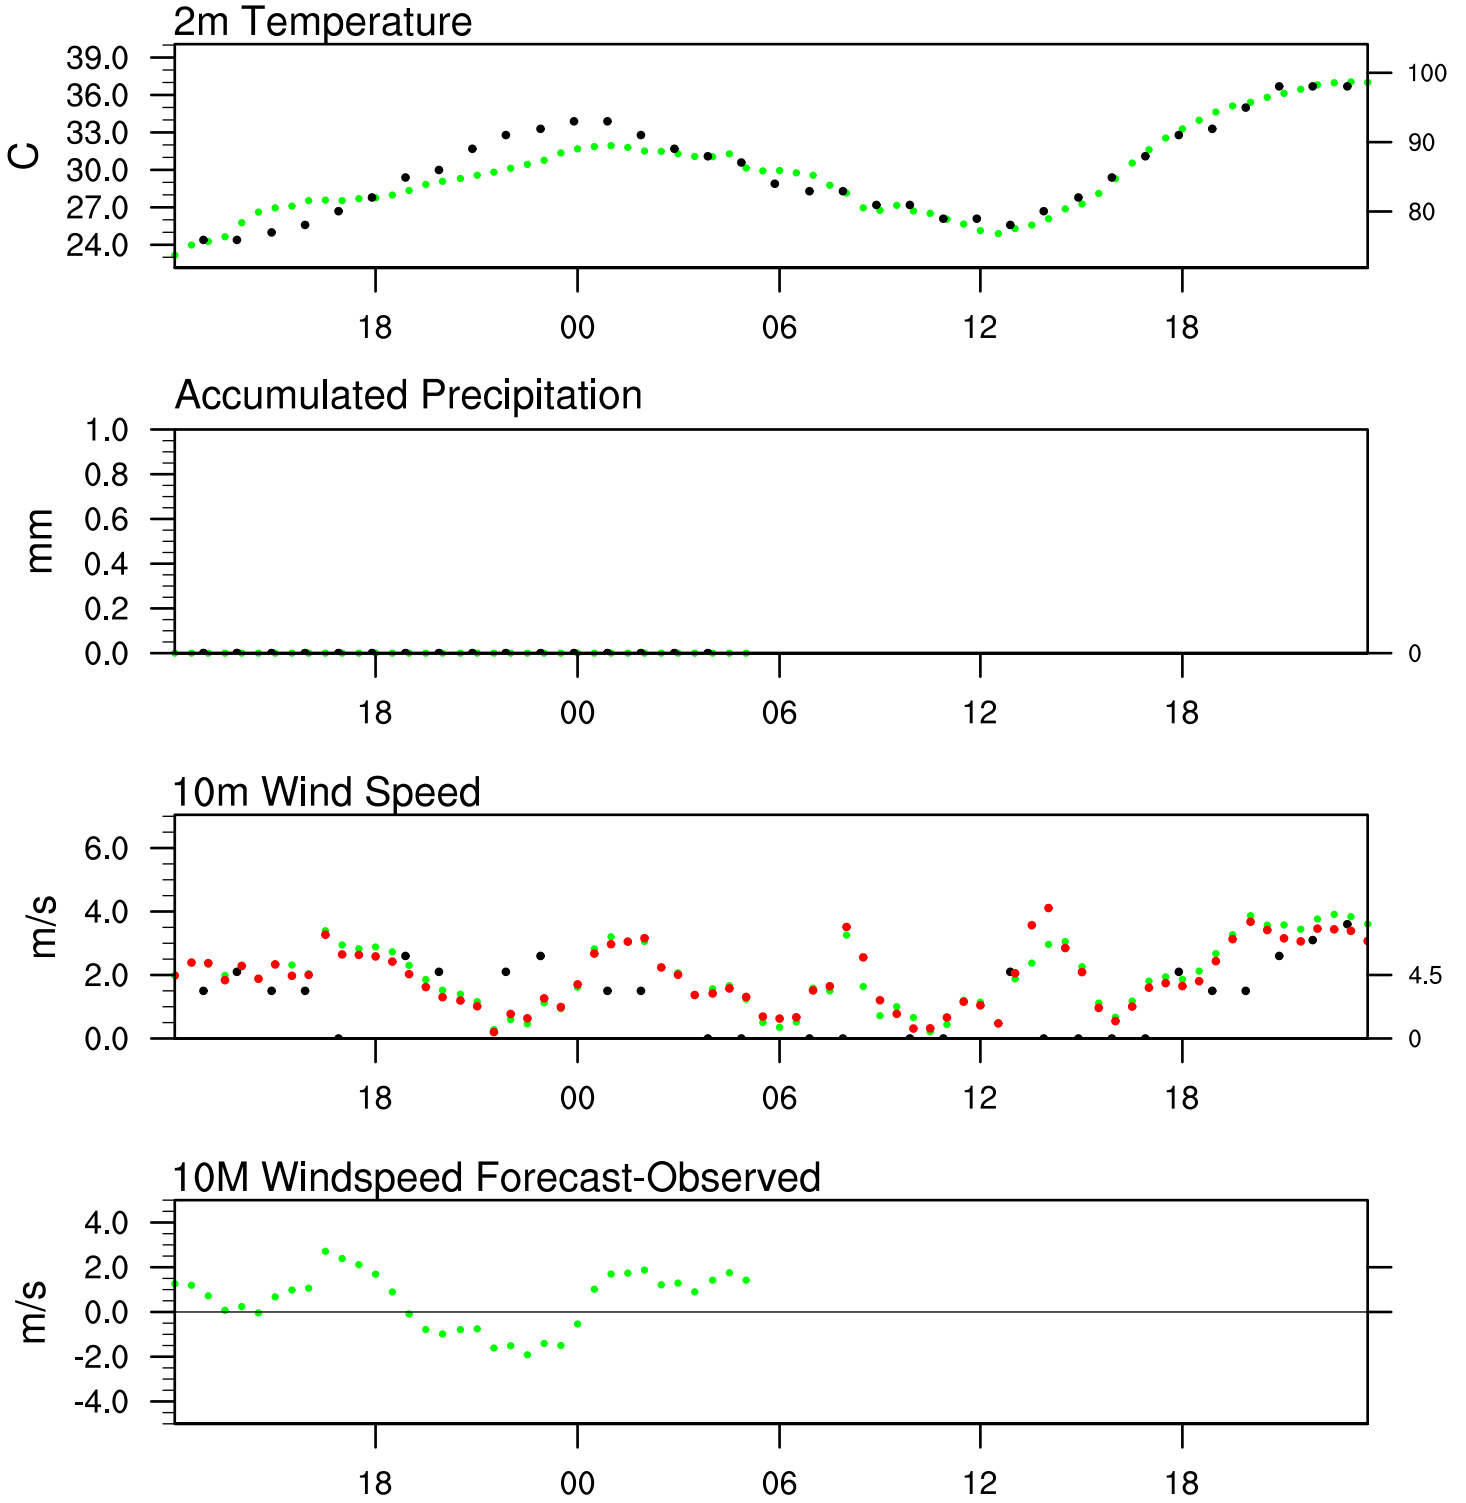 2m Temperature
39.0
36.0
33.0
30.0
27.0
24.0
C
100
90
80
18 00 06 12 18
Accumulated Precipitation
1.0
0.8
0.6
0.4
0.2
0.0
mm
0
18 00 06 12 18
10m Wind Speed
6.0
4.0
2.0
0.0
m/s
4.5
0
18 00 06 12 18
10M Windspeed Forecast-Observed
4.0
2.0
0.0
-2.0
-4.0
m/s
18 00 06 12 18